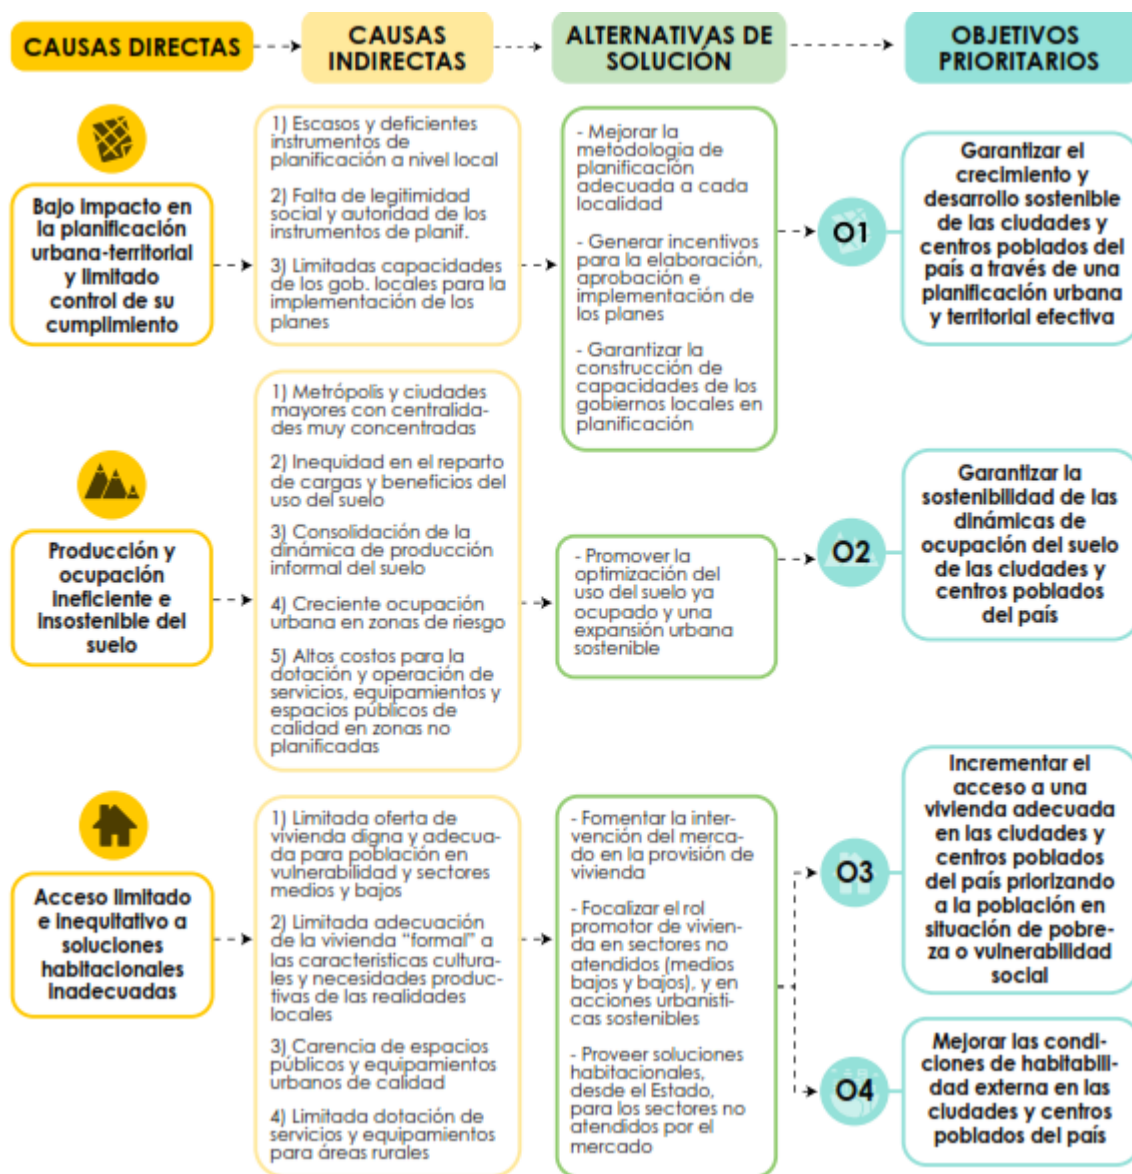 CAUSAS DIRECTAS
CAUSAS
INDIRECTAS
ALTERNATIVAS DE
SOLUCIÓN
OBJETIVOS
PRIORITARIOS
Bajo impacto en
la planificación
urbana-territorial
y limitado
control de su
cumplimiento
1) Escasos y deficientes
instrumentos de
planificación a nivel local
2) Falta de legitimidad
social y autoridad de los
instrumentos de planif.
3) Limitadas capacidades
de los gob. locales para la
implementación de los
planes
- Mejorar la
metodología de
planificación
adecuada a cada
localidad
- Generar incentivos
para la elaboración,
aprobación e
implementación de
los planes
- Garantizar la
construcción de
capacidades de los
gobiernos locales en
planificación
O1
Garantizar el
crecimiento y
desarrollo sostenible
de las ciudades y
centros poblados del
país a través de una
planificación urbana
y territorial efectiva
Producción y
ocupación
ineficiente e
insostenible del
suelo
1) Metrópolis y ciudades
mayores con centralida-
des muy concentradas
2) Inequidad en el reparto
de cargas y beneficios del
uso del suelo
3) Consolidación de la
dinámica de producción
informal del suelo
4) Creciente ocupación
urbana en zonas de riesgo
5) Altos costos para la
dotación y operación de
servicios, equipamientos y
espacios públicos de
calidad en zonas no
planificadas
- Promover la
optimización del
uso del suelo ya
ocupado y una
expansión urbana
sostenible
O2
Garantizar la
sostenibilidad de las
dinámicas de
ocupación del suelo
de las ciudades y
centros poblados
del país
Acceso limitado
e inequitativo a
soluciones
habitacionales
inadecuadas
1) Limitada oferta de
vivienda digna y adecua-
da para población en
vulnerabilidad y sectores
medios y bajos
2) Limitada adecuación
de la vivienda "formal" a
las características cultura-
les y necesidades produc-
tivas de las realidades
locales
3) Carencia de espacios
públicos y equipamientos
urbanos de calidad
4) Limitada dotación de
servicios y equipamientos
para áreas rurales
- Fomentar la inter-
vención del mercado
en la provisión de
vivienda
- Focalizar el rol
promotor de vivien-
da en sectores no
atendidos (medios
bajos y bajos), y en
acciones urbanísti-
cas sostenibles
- Proveer soluciones
habitacionales,
desde el Estado,
para los sectores no
atendidos por el
mercado
O3
Incrementar el
acceso a una
vivienda adecuada
en las ciudades y
centros poblados
del país priorizando
a la población en
situación de pobre-
za o vulnerabilidad
social
O4
Mejorar las condi-
ciones de habitabili-
dad externa en las
ciudades y centros
poblados del país